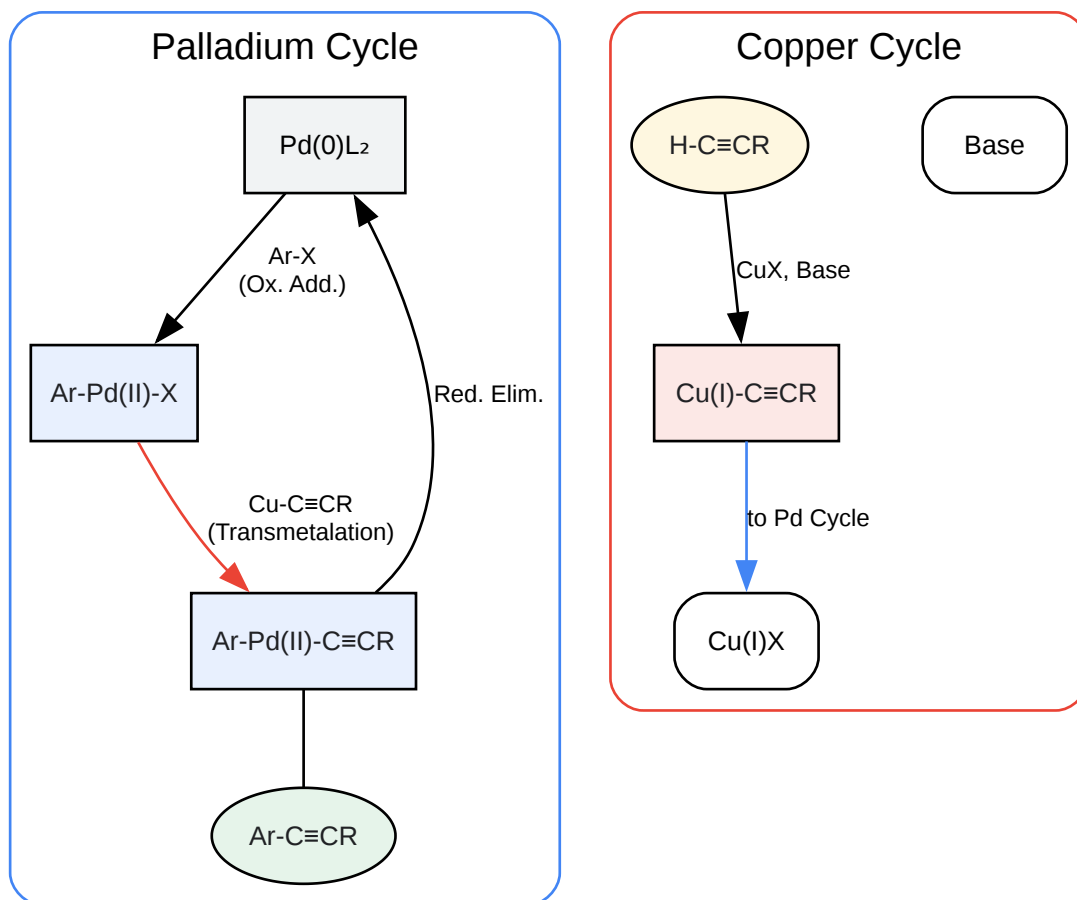 Palladium Cycle
Pd(0)L₂
Ar-X
(Ox. Add.)
Ar-Pd(II)-X
Red. Elim.
Cu-C≡CR
(Transmetalation)
Ar-Pd(II)-C≡CR
Ar-C≡CR
Copper Cycle
H-C≡CR
Base
CuX, Base
Cu(I)-C≡CR
to Pd Cycle
Cu(I)X